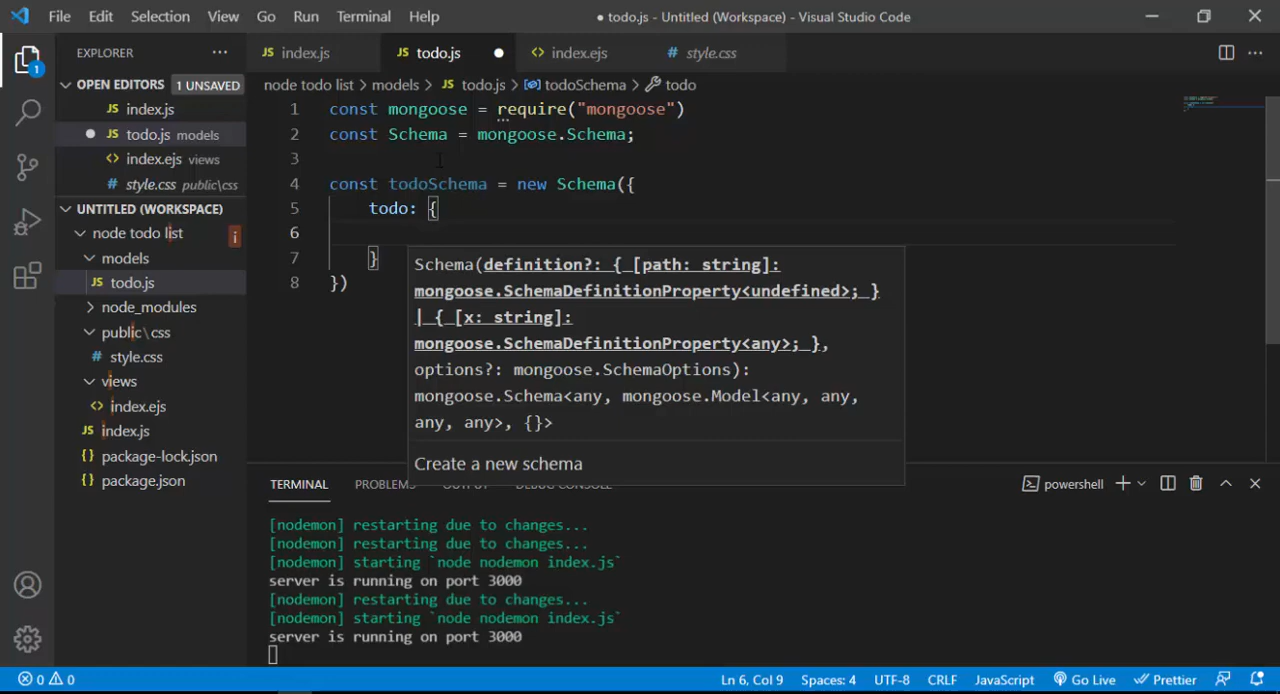 File Edit Selection View Go Run Terminal Help ● todo.js - Untitled (Workspace) - Visual Studio Code
EXPLORER ···
JS index.js JS todo.js ● <> index.ejs # style.css
OPEN EDITORS 1 UNSAVED
JS index.js
● JS todo.js models
<> index.ejs views
# style.css public\css
UNTITLED (WORKSPACE)
node todo list i
models
JS todo.js
node_modules
public\css
# style.css
views
<> index.ejs
JS index.js
{} package-lock.json
{} package.json
1
node todo list > models > JS todo.js > todoSchema > todo
1 const mongoose = require("mongoose")
2 const Schema = mongoose.Schema;
3
4 const todoSchema = new Schema({
5 todo: {
6
7 }
8 })
Schema(definition?: { [path: string]:
mongoose.SchemaDefinitionProperty<undefined>; }
| { [x: string]:
mongoose.SchemaDefinitionProperty<any>; },
options?: mongoose.SchemaOptions):
mongoose.Schema<any, mongoose.Model<any, any,
any, any>, {}>
Create a new schema
TERMINAL PROBLEMS OUTPUT DEBUG CONSOLE powershell
[nodemon] restarting due to changes...
[nodemon] restarting due to changes...
[nodemon] starting `node nodemon index.js`
server is running on port 3000
[nodemon] restarting due to changes...
[nodemon] starting `node nodemon index.js`
server is running on port 3000
0 0 Ln 6, Col 9 Spaces: 4 UTF-8 CRLF JavaScript Go Live Prettier